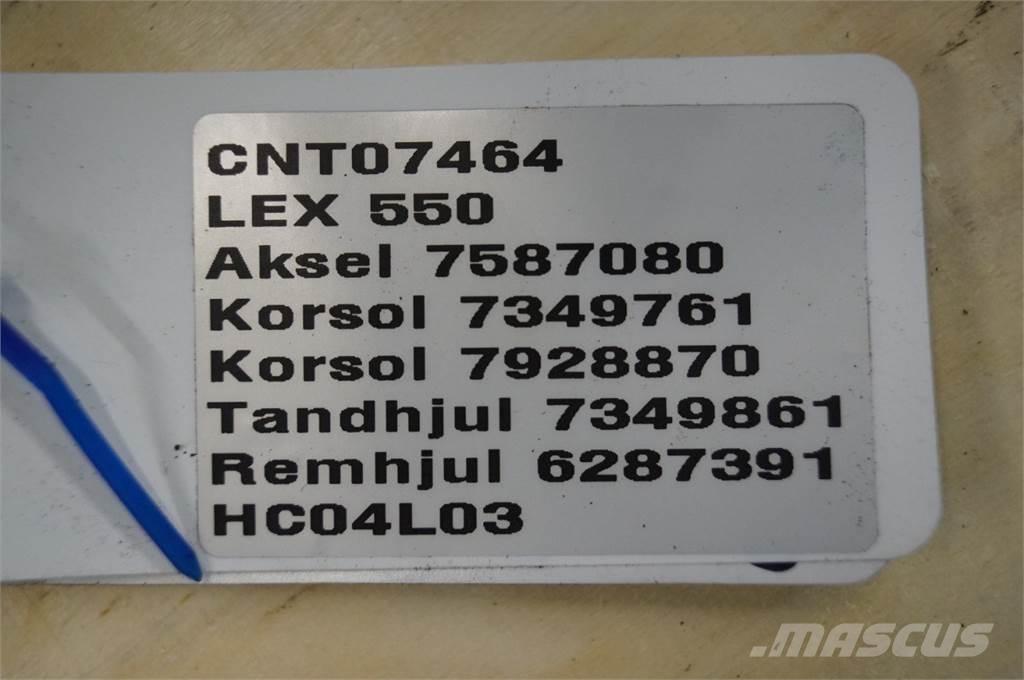 CNT07464
LEX 550
Aksel 7587080
Korsol 7349761
Korsol 7928870
Tandhjul 7349861
Remhjul 6287391
HC04L03
MASCUS